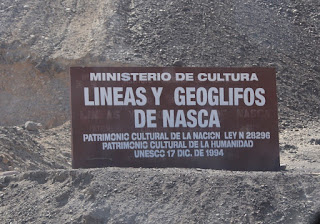 MINISTERIO DE CULTURA
LINEAS Y GEOGLIFOS
DE NASCA
PATRIMONIO CULTURAL DE LA NACION LEY N 28296
PATRIMONIO CULTURAL DE LA HUMANIDAD
UNESCO 17 DIC. DE 1994